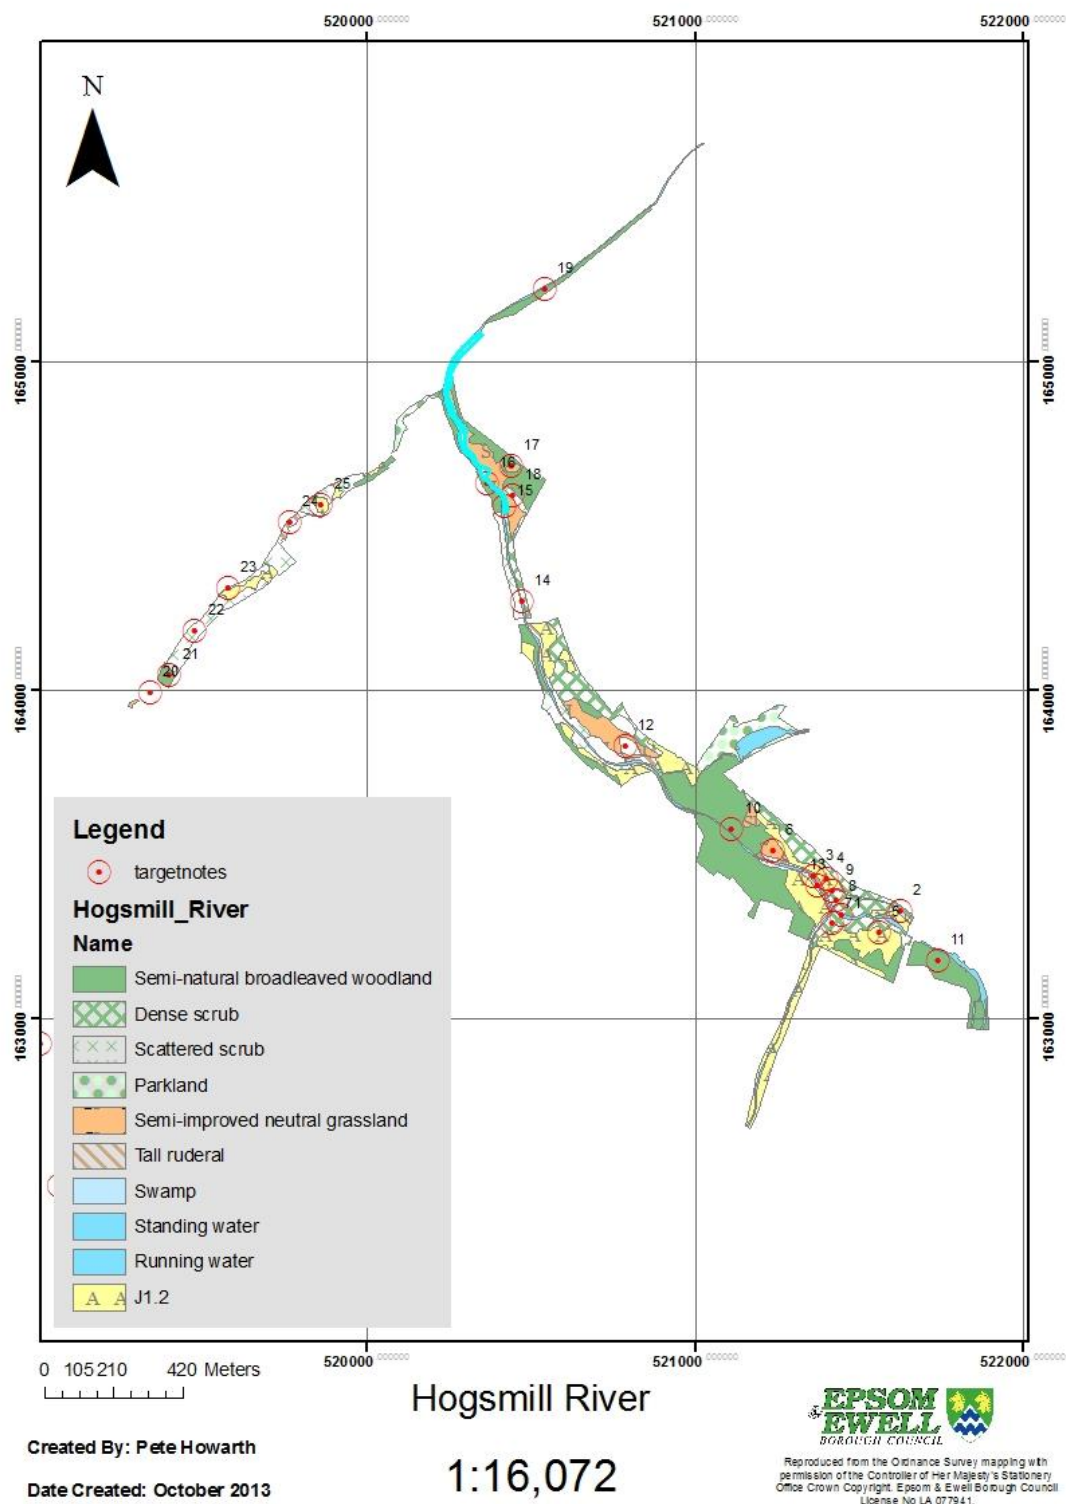 520000 521000 522000
N
19
165000 165000
17
16 18
25 15
24
23 14
22
21
20
164000 164000
12
10
6
3 4
13 9
8
2
71 5
11
Legend
targetnotes
Hogsmill_River
Name
Semi-natural broadleaved woodland
Dense scrub
Scattered scrub
Parkland
Semi-improved neutral grassland
Tall ruderal
Swamp
Standing water
Running water
A A J1.2
163000 163000
520000 521000 522000
0 105 210 420 Meters
Hogsmill River
1:16,072
Created By: Pete Howarth
Date Created: October 2013
EPSOM
& EWELL
BOROUGH COUNCIL
Reproduced from the Ordnance Survey mapping with
permission of the Controller of Her Majesty's Stationery
Office Crown Copyright. Epsom & Ewell Borough Council
License No LA 077941.